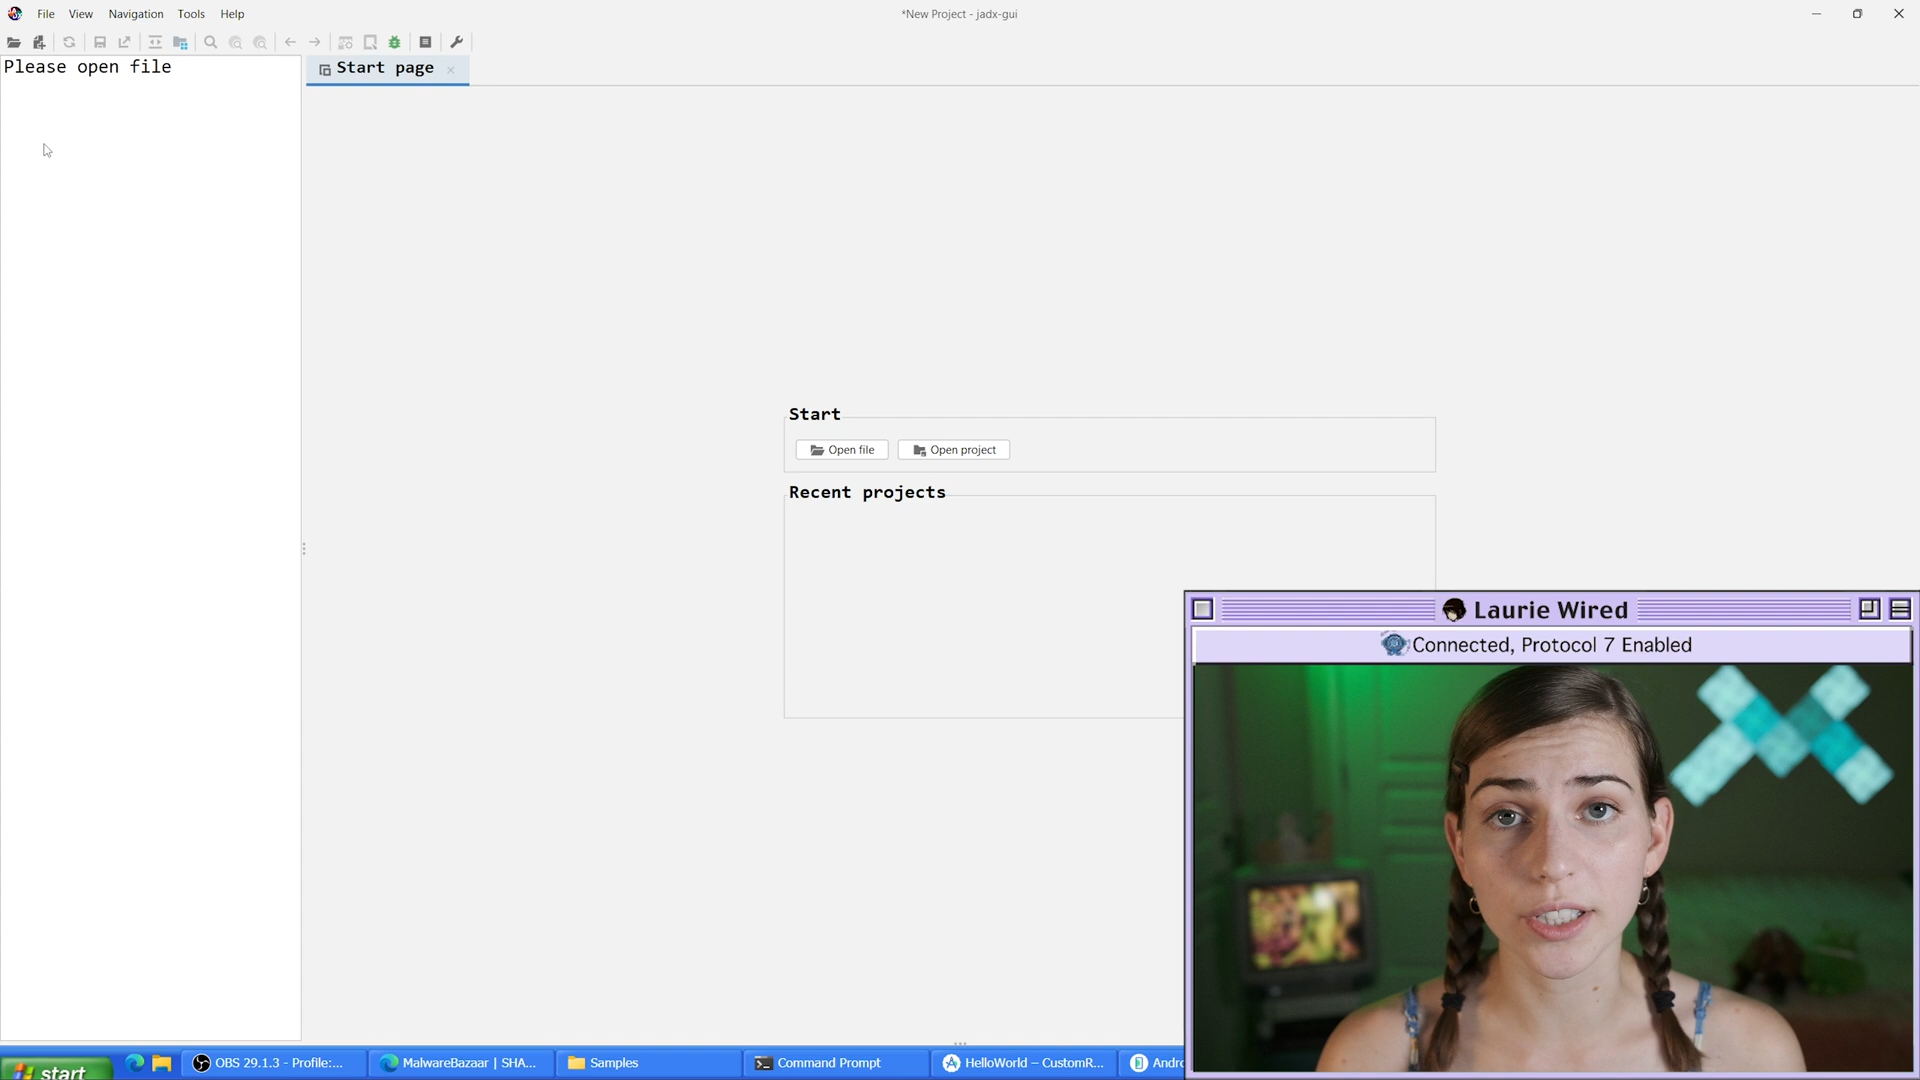 File View Navigation Tools Help
*New Project - jadx-gui
Please open file
Start page
Start
Open file Open project
Recent projects
Laurie Wired
Connected, Protocol 7 Enabled
start
OBS 29.1.3 - Profile:...
MalwareBazaar | SHA...
Samples
Command Prompt
HelloWorld – CustomR...
Andro